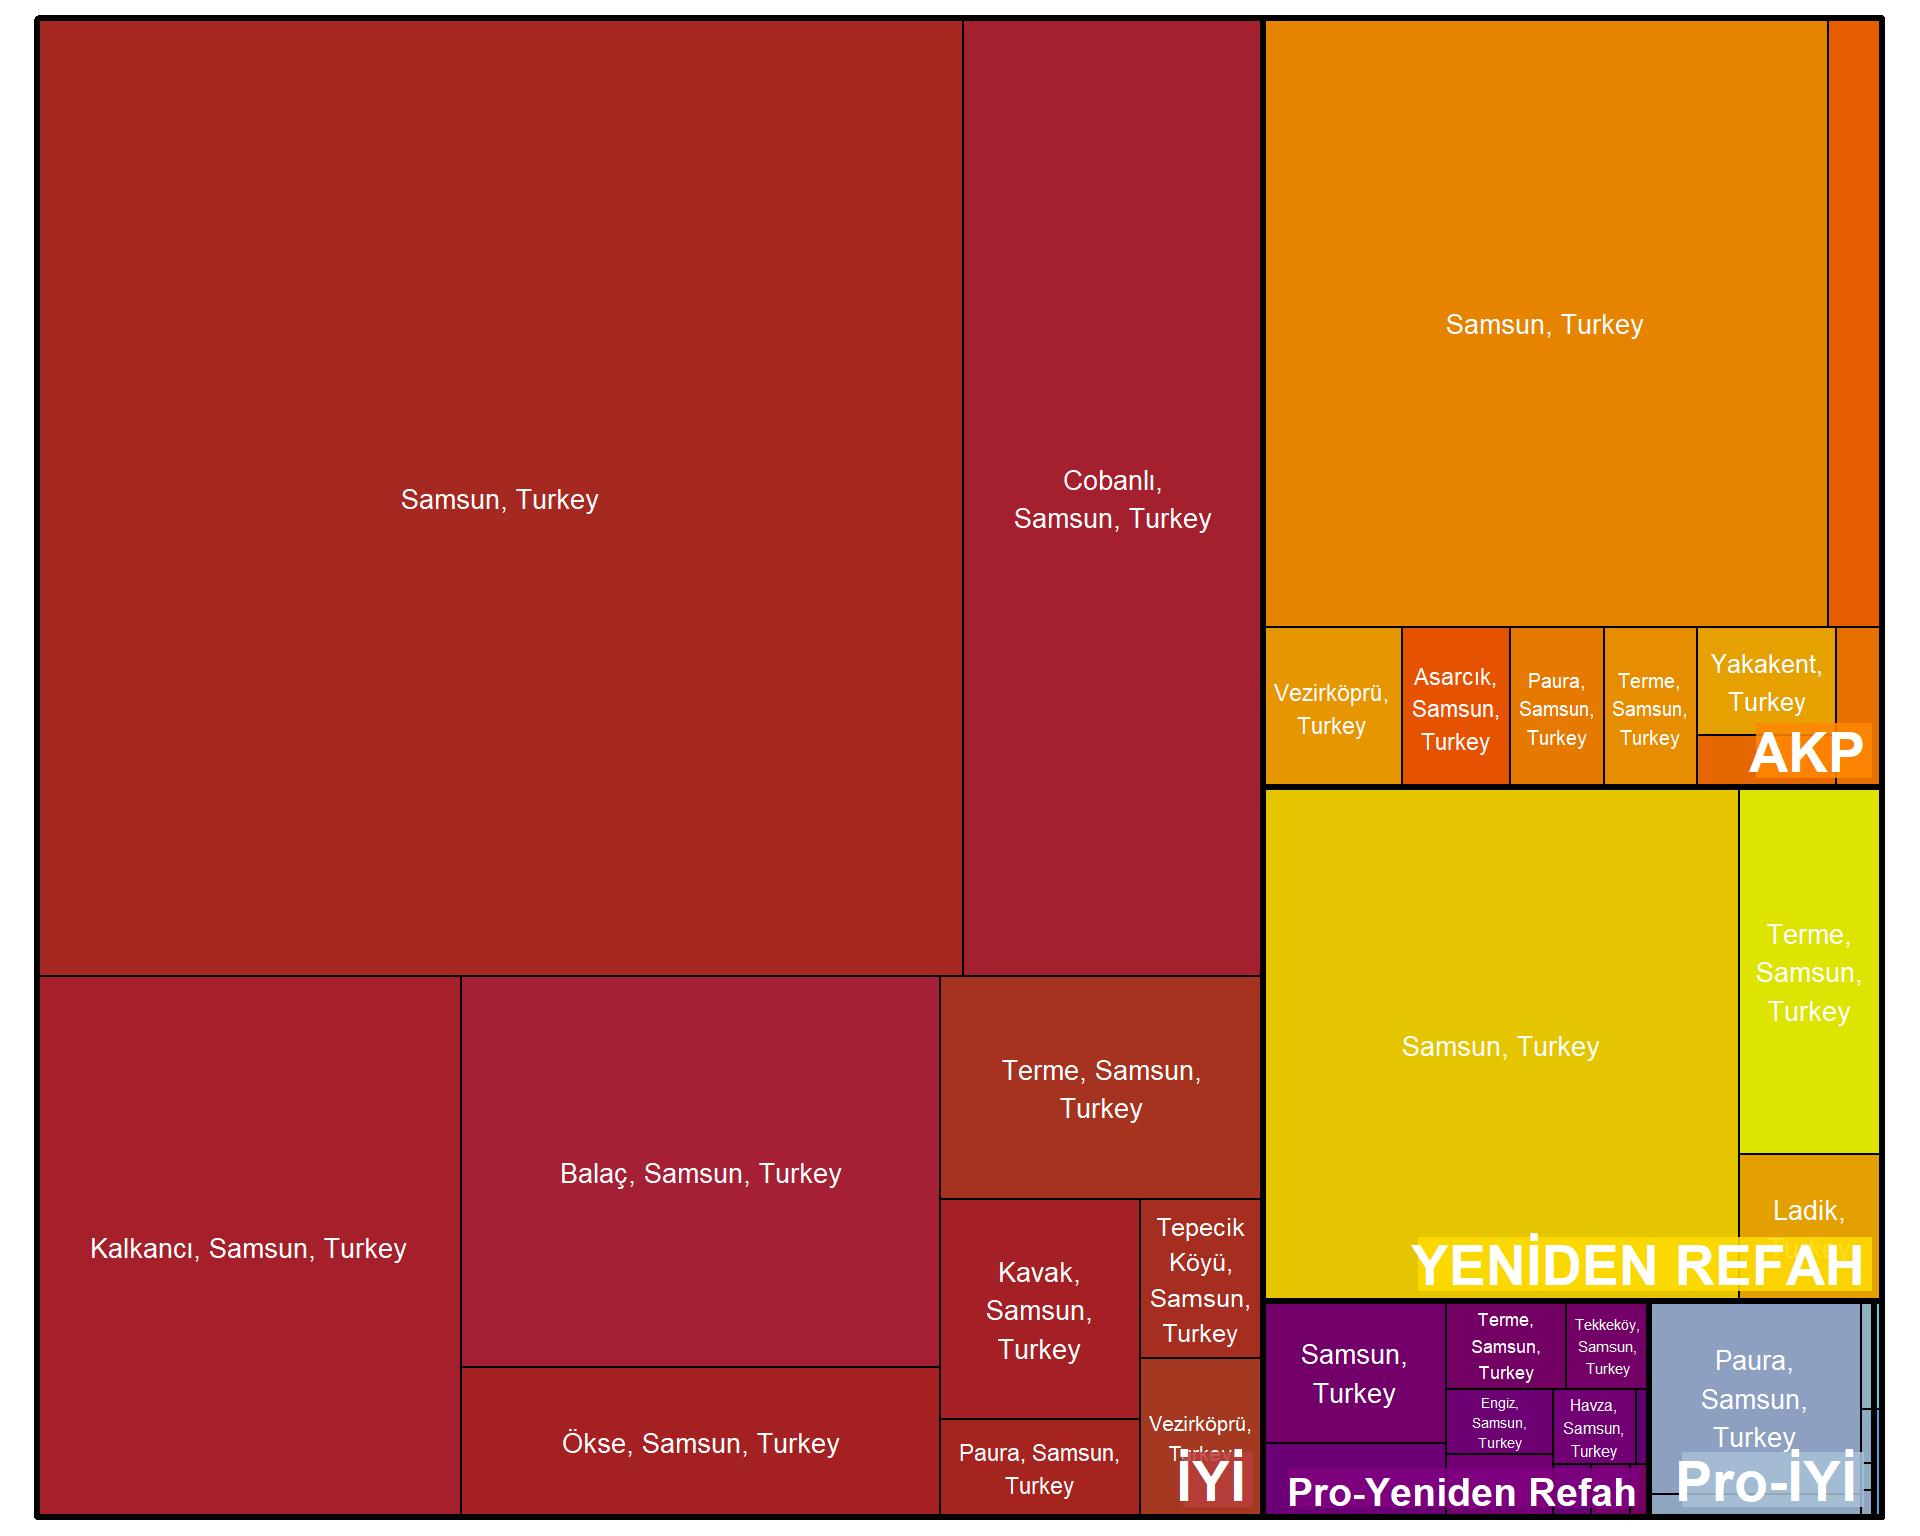 Samsun, Turkey
Cobanlı,
Samsun, Turkey
Kalkancı, Samsun, Turkey
Balaç, Samsun, Turkey
Ökse, Samsun, Turkey
Terme, Samsun,
Turkey
Kavak,
Samsun,
Turkey
Tepecik
Köyü,
Samsun,
Turkey
Paura, Samsun,
Turkey
Vezirköprü,
Turkey
İYİ
Samsun, Turkey
Vezirköprü,
Turkey
Asarcık,
Samsun,
Turkey
Paura,
Samsun,
Turkey
Terme,
Samsun,
Turkey
Yakakent,
Turkey
AKP
Samsun, Turkey
Terme,
Samsun,
Turkey
Ladik,
Turkey
YENİDEN REFAH
Samsun,
Turkey
Terme,
Samsun,
Turkey
Tekkeköy,
Samsun,
Turkey
Engiz,
Samsun,
Turkey
Havza,
Samsun,
Turkey
Pro-Yeniden Refah
Paura,
Samsun,
Turkey
Pro-İYİ